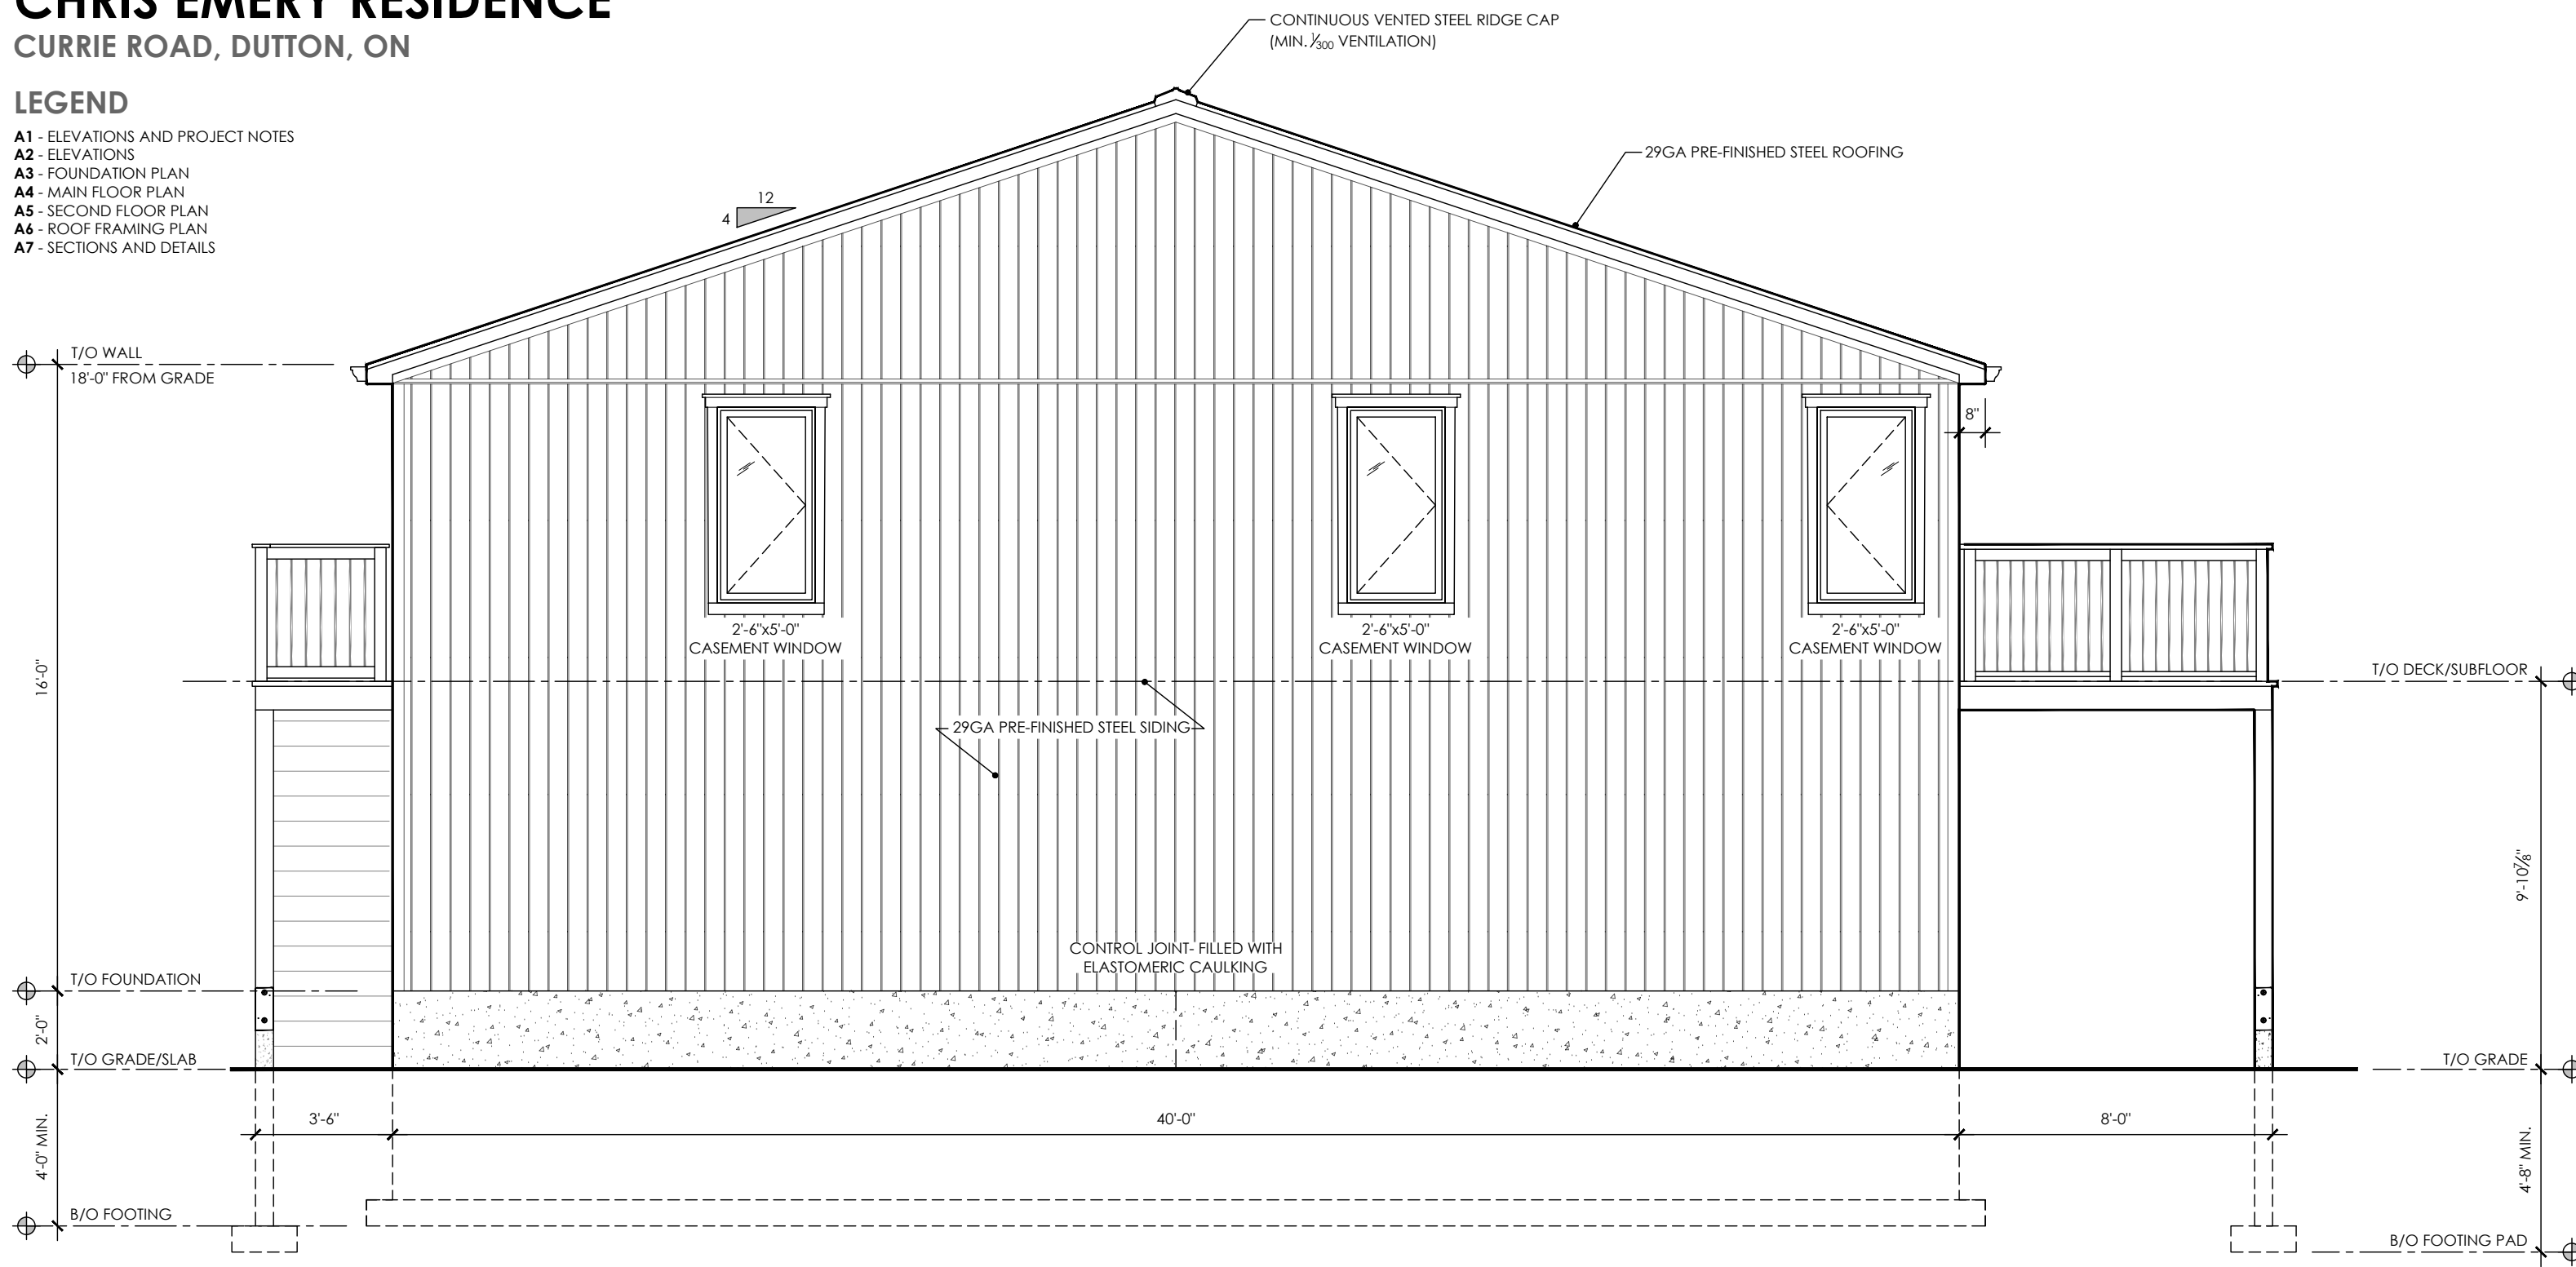 CHRIS EMERY RESIDENCE
CURRIE ROAD, DUTTON, ON
LEGEND
A1 - ELEVATIONS AND PROJECT NOTES
A2 - ELEVATIONS
A3 - FOUNDATION PLAN
A4 - MAIN FLOOR PLAN
A5 - SECOND FLOOR PLAN
A6 - ROOF FRAMING PLAN
A7 - SECTIONS AND DETAILS
CONTINUOUS VENTED STEEL RIDGE CAP
(MIN. 1/300 VENTILATION)
29GA PRE-FINISHED STEEL ROOFING
12
4
T/O WALL
18'-0" FROM GRADE
8"
2'-6"x5'-0"
CASEMENT WINDOW
2'-6"x5'-0"
CASEMENT WINDOW
2'-6"x5'-0"
CASEMENT WINDOW
16'-0"
T/O DECK/SUBFLOOR
29GA PRE-FINISHED STEEL SIDING
9'-10⅞"
CONTROL JOINT- FILLED WITH
ELASTOMERIC CAULKING
T/O FOUNDATION
2'-0"
T/O GRADE/SLAB
T/O GRADE
3'-6"
40'-0"
8'-0"
4'-0" MIN.
4'-8" MIN.
B/O FOOTING
B/O FOOTING PAD